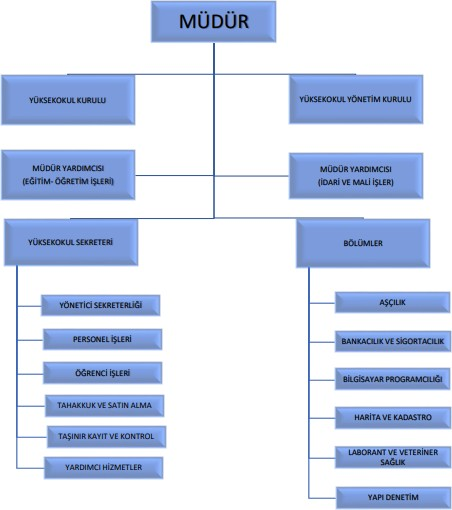 MÜDÜR
YÜKSEKOKUL KURULU
YÜKSEKOKUL YÖNETİM KURULU
MÜDÜR YARDIMCISI
(EĞİTİM- ÖĞRETİM İŞLERİ)
MÜDÜR YARDIMCISI
(İDARİ VE MALİ İŞLER)
YÜKSEKOKUL SEKRETERİ
YÖNETİCİ SEKRETERLİĞİ
PERSONEL İŞLERİ
ÖĞRENCİ İŞLERİ
TAHAKKUK VE SATIN ALMA
TAŞINIR KAYIT VE KONTROL
YARDIMCI HİZMETLER
BÖLÜMLER
AŞÇILIK
BANKACILIK VE SİGORTACILIK
BİLGİSAYAR PROGRAMCILIĞI
HARİTA VE KADASTRO
LABORANT VE VETERİNER
SAĞLIK
YAPI DENETİM